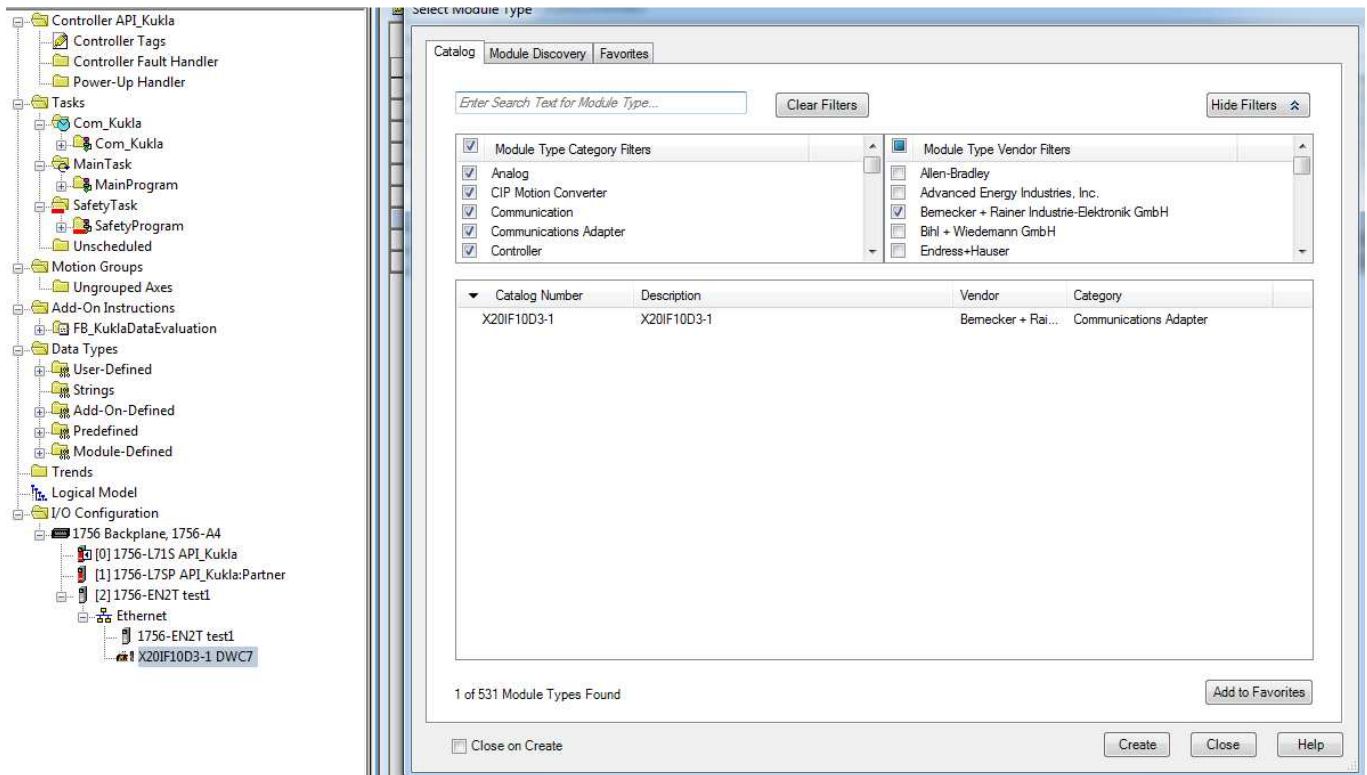 Controller API_Kukla
Controller Tags
Controller Fault Handler
Power-Up Handler
Tasks
Com_Kukla
Com_Kukla
MainTask
MainProgram
SafetyTask
SafetyProgram
Unscheduled
Motion Groups
Ungrouped Axes
Add-On Instructions
FB_KuklaDataEvaluation
Data Types
User-Defined
Strings
Add-On-Defined
Predefined
Module-Defined
Trends
Logical Model
I/O Configuration
1756 Backplane, 1756-A4
[0] 1756-L71S API_Kukla
[1] 1756-L7SP API_Kukla:Partner
[2] 1756-EN2T test1
Ethernet
1756-EN2T test1
X20IF10D3-1 DWC7
Select Module Type
Catalog Module Discovery Favorites
Enter Search Text for Module Type... Clear Filters Hide Filters
Module Type Category Filters
Analog
CIP Motion Converter
Communication
Communications Adapter
Controller
Module Type Vendor Filters
Allen-Bradley
Advanced Energy Industries, Inc.
Bernecker + Rainer Industrie-Elektronik GmbH
Bihl + Wiedemann GmbH
Endress+Hauser
Catalog Number Description Vendor Category
X20IF10D3-1 X20IF10D3-1 Bernecker + Rai... Communications Adapter
1 of 531 Module Types Found Add to Favorites
Close on Create Create Close Help